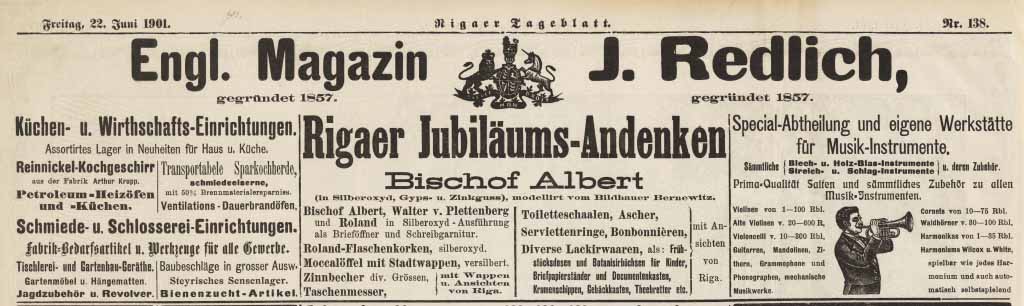 Freitag, 22. Juni 1901.
Rigaer Tageblatt.
Nr. 138.
Engl. Magazin J. Redlich,
gegründet 1857.
gegründet 1857.
Küchen- u. Wirthschafts-Einrichtungen.
Assortirtes Lager in Neuheiten für Haus u. Küche.
Reinnickel-Kochgeschirr
aus der Fabrik Arthur Krupp.
Petroleum-Heizöfen
und -Küchen.
Transportabele Sparkochherde,
schmiedeeiserne,
mit 50% Brennmaterialersparniss.
Ventilations-Dauerbrandöfen.
Schmiede- u. Schlosserei-Einrichtungen.
Fabrik-Bedarfsartikel u. Werkzeuge für alle Gewerbe.
Tischlerei- und Gartenbau-Geräthe.
Gartenmöbel u. Hängematten.
Jagdzubehör u. Revolver.
Baubeschläge in grosser Ausw.
Steyrisches Sensenlager.
Bienenzucht-Artikel.
Rigaer Jubiläums-Andenken
Bischof Albert
(in Silberoxyd, Gyps- u. Zinkguss), modellirt vom Bildhauer Bernewitz.
Bischof Albert, Walter v. Plettenberg
und Roland in Silberoxyd-Ausführung
als Briefößner und Schreibgarnitur.
Roland-Flaschenkorken, silberoxyd.
Moccalöffel mit Stadtwappen, versilbert.
Zinnbecher div. Grössen,
Taschenmesser,
mit Wappen
u. Ansichten
von Riga.
Toiletteschaalen, Ascher,
Serviettenringe, Bonbonnièren,
Diverse Lackirwaaren, als: Früh-
stücksdosen und Botanisirbüchsen für Kinder,
Briefpapierständer und Documentenkasten,
Krumenschippen, Gebäckkasten, Theebretter etc.
mit An-
sichten
von
Riga.
Special-Abtheilung und eigene Werkstätte
für Musik-Instrumente.
Sämmtliche Blech- u. Holz-Blas-Instrumente
Streich- u. Schlag-Instrumente u. deren Zubehör.
Prima-Qualität Saiten und sämmtliches Zubehör zu allen
Musik-Instrumenten.
Violinen von 1—100 Rbl.
Alte Violinen v. 20—600 R.
Violoncell v. 10—300 Rbl.
Guitarren, Mandolinen, Zi-
thern, Grammophone und
Phonographen, mechanische
Musikwerke.
Cornets von 10—75 Rbl.
Waldhörner v. 80—100 Rbl.
Harmonikas von 1—35 Rbl.
Harmoniums Wilcox u. White,
spielbar wie jedes Har-
monium und auch auto-
matisch selbstspielend